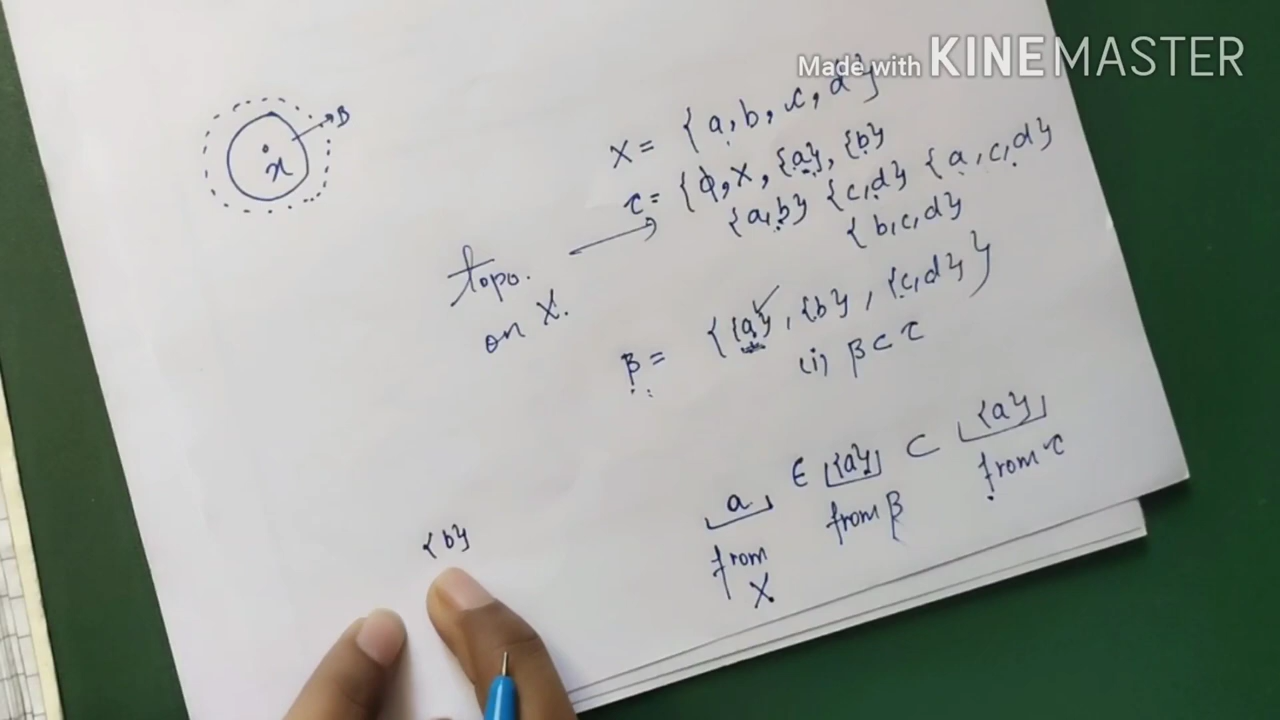 Made with KINEMASTER
B
x
X = {a, b, c, d}
τ = {ϕ, X, {a}, {b}
{a,b} {c,d} {a,c,d}
{b,c,d}
topo.
on X.
β = {{a}, {b}, {c,d}}
(i) β ⊂ τ
a ∈ {a} ⊂ {a}
from X
from β
from τ
{b}